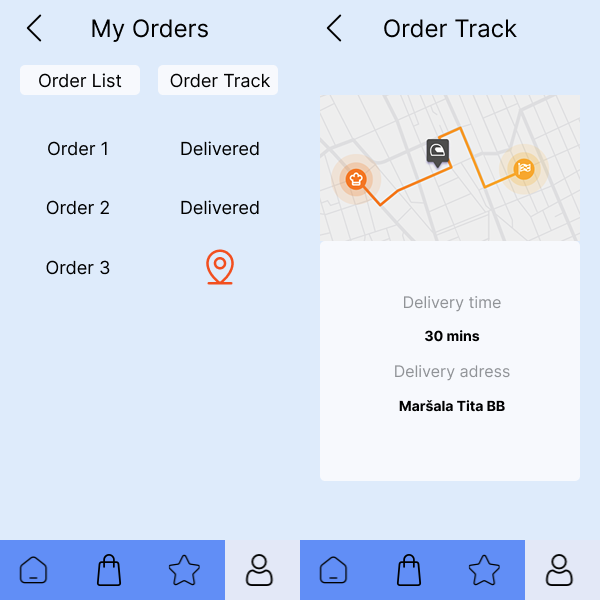 My Orders
Order List
Order Track
Order 1
Delivered
Order 2
Delivered
Order 3
Order Track
Delivery time
30 mins
Delivery adress
Maršala Tita BB